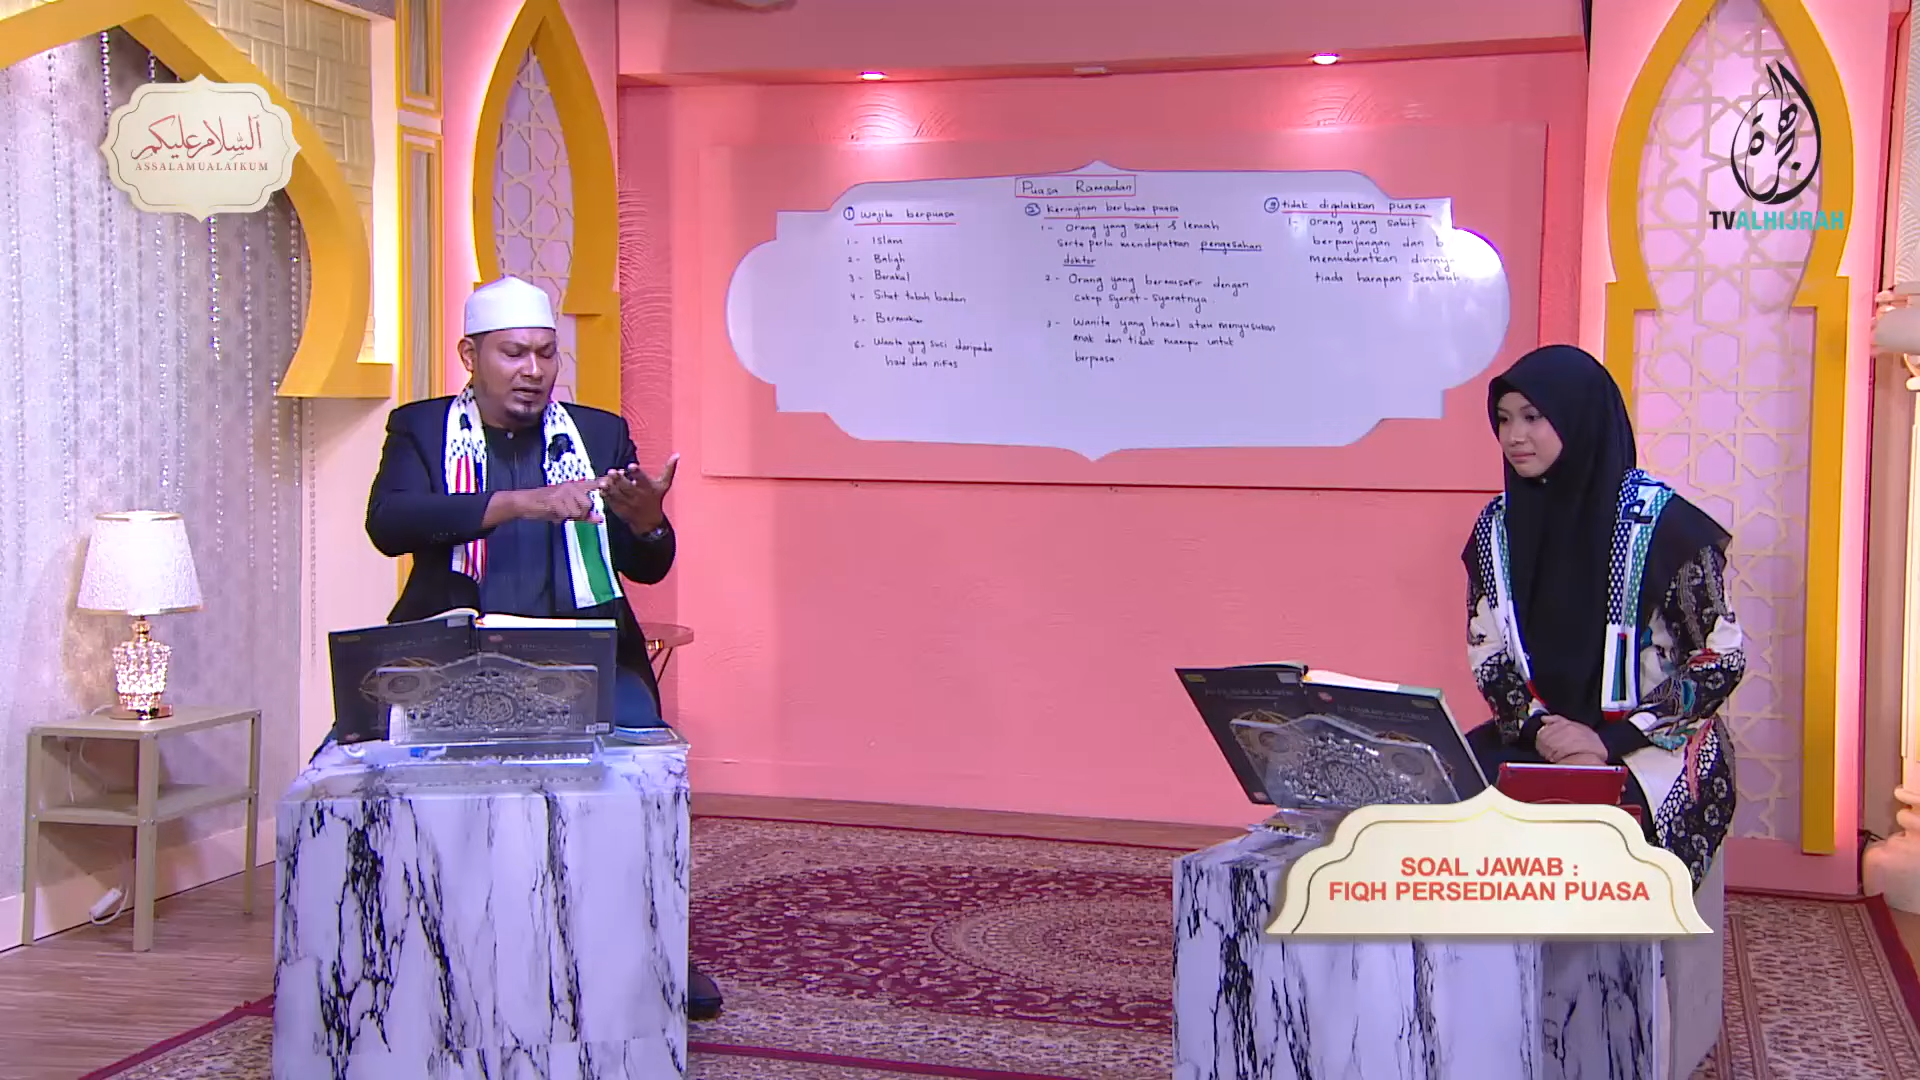 السلام عليكم
ASSALAMUALAIKUM
الهجرة
TVALHIJRAH
Puasa Ramadan
① Wajib berpuasa
1- Islam
2- Baligh
3- Berakal
4- Sihat tubuh badan
5- Bermukim
6- Wanita yang suci daripada
haid dan nifas
② Keringinan berbuka puasa
1- Orang yang sakit & lemah
serta perlu mendapatkan pengesahan
doktor
2- Orang yang bermusafir dengan
cukup syarat-syaratnya.
3- Wanita yang hamil atau menyusukan
anak dan tidak mampu untuk
berpuasa.
③ tidak digalakkan puasa
1- Orang yang sakit
berpanjangan dan b
memudaratkan diriny
tiada harapan sembuh.
SOAL JAWAB :
FIQH PERSEDIAAN PUASA